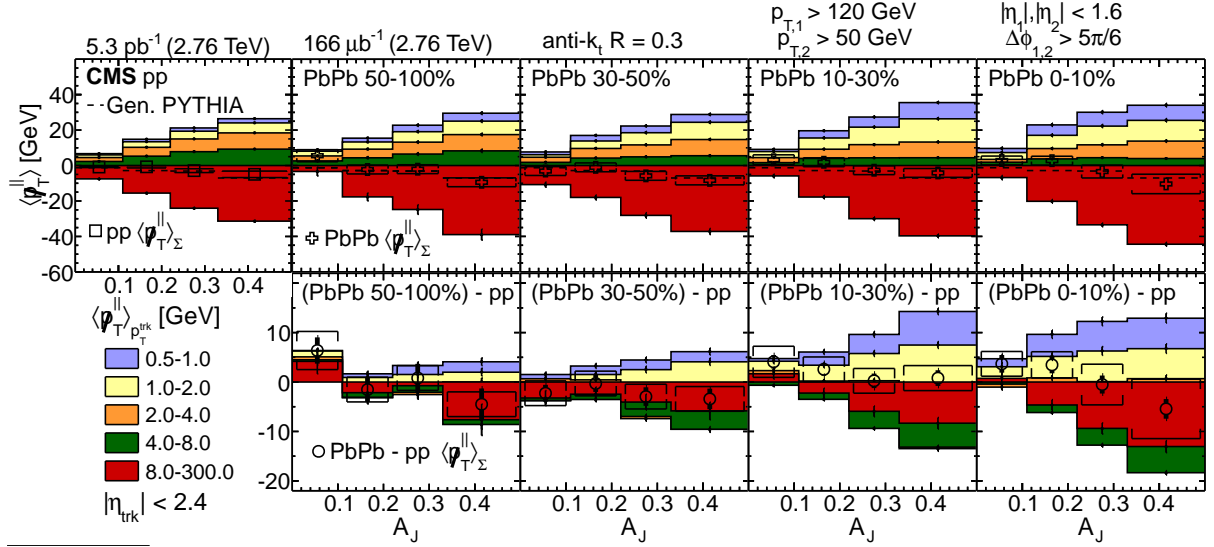 5.3 pb⁻¹ (2.76 TeV)
166 μb⁻¹ (2.76 TeV)
anti-kₜ R = 0.3
p_{T,1} > 120 GeV
p_{T,2} > 50 GeV
|η₁|,|η₂| < 1.6
Δϕ_{1,2} > 5π/6
CMS pp
--Gen. PYTHIA
PbPb 50-100%
PbPb 30-50%
PbPb 10-30%
PbPb 0-10%
⟨p̸_T^∥⟩ [GeV]
40
20
0
-20
-40
-60
pp ⟨p̸_T^∥⟩_Σ
PbPb ⟨p̸_T^∥⟩_Σ
0.1 0.2 0.3 0.4
(PbPb 50-100%) - pp
(PbPb 30-50%) - pp
(PbPb 10-30%) - pp
(PbPb 0-10%) - pp
⟨p̸_T^∥⟩_{p_T^{trk}} [GeV]
0.5-1.0
1.0-2.0
2.0-4.0
4.0-8.0
8.0-300.0
|η_{trk}| < 2.4
10
0
-10
-20
PbPb - pp ⟨p̸_T^∥⟩_Σ
0.1 0.2 0.3 0.4
0.1 0.2 0.3 0.4
0.1 0.2 0.3 0.4
0.1 0.2 0.3 0.4
A_J
A_J
A_J
A_J